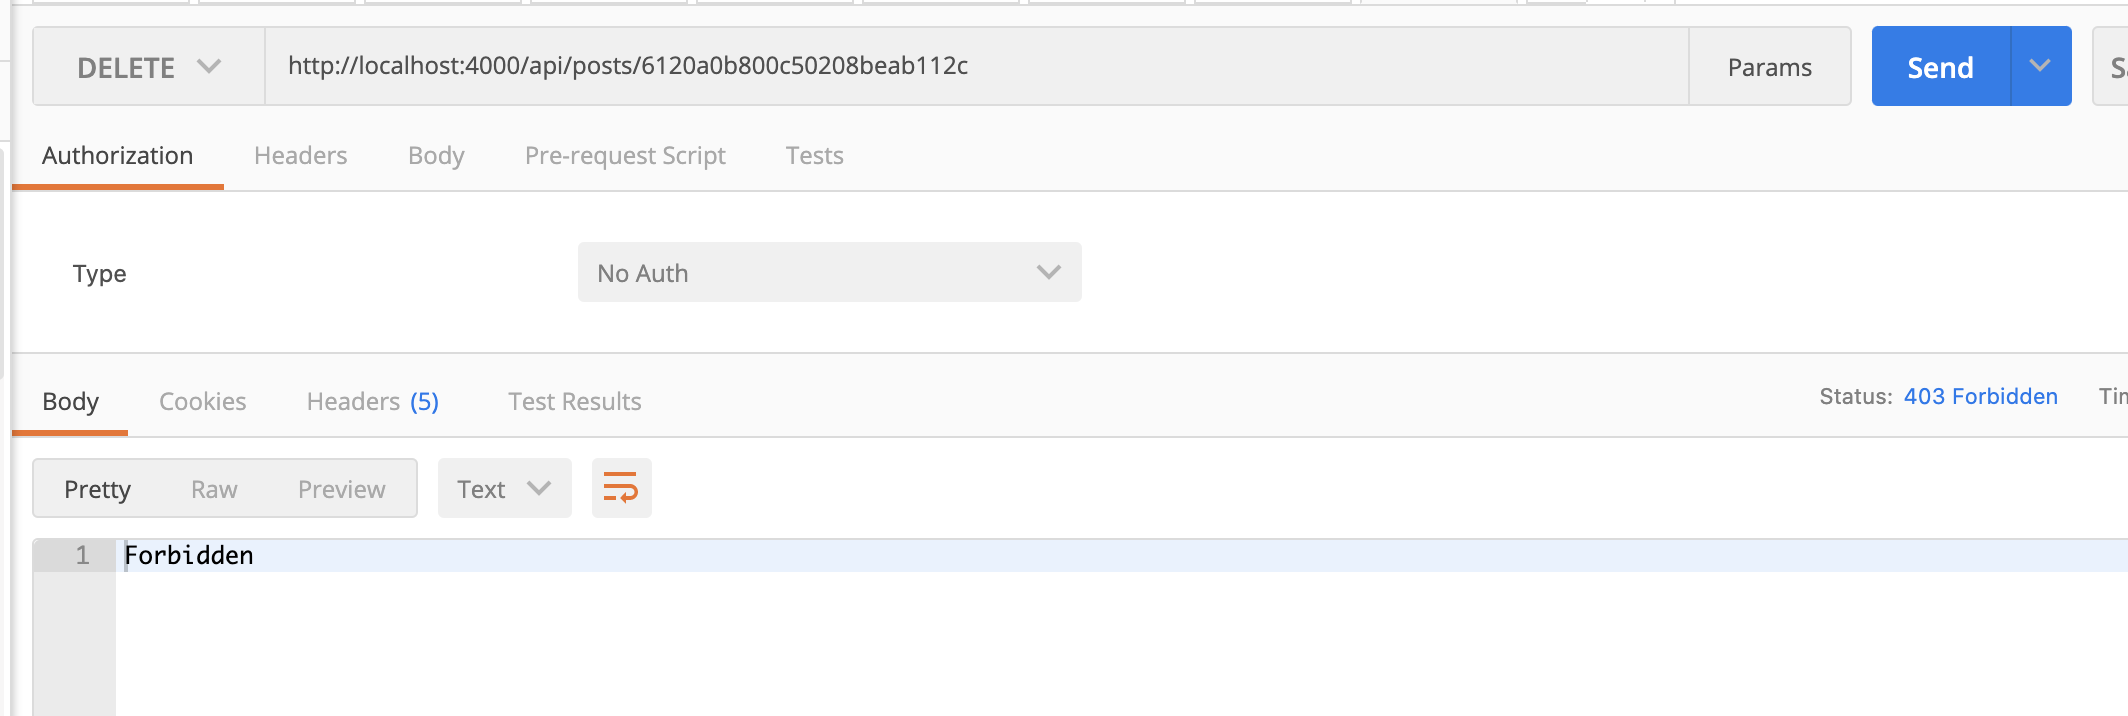 DELETE http://localhost:4000/api/posts/6120a0b800c50208beab112c Params Send
Authorization Headers Body Pre-request Script Tests
Type No Auth
Body Cookies Headers (5) Test Results Status: 403 Forbidden
Pretty Raw Preview Text
1 Forbidden